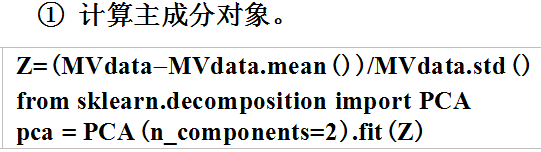 ① 计算主成分对象。
Z=(MVdata−MVdata.mean())/MVdata.std()
from sklearn.decomposition import PCA
pca = PCA(n_components=2).fit(Z)